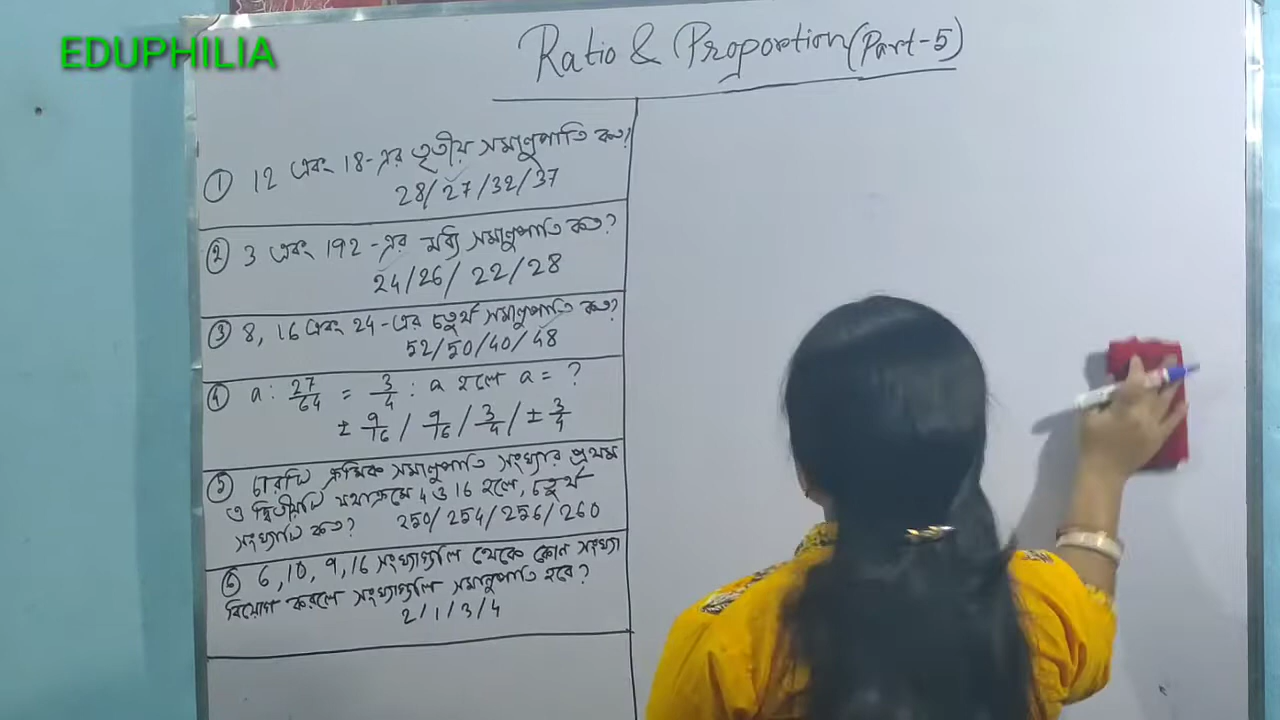 EDUPHILIA
Ratio & Proportion (Part-5)
① 12 এবং 18-এর তৃতীয় সমানুপাতি কত?
28/27/32/37
② 3 এবং 192-এর মধ্য সমানুপাতি কত?
24/26/22/28
③ 8, 16 এবং 24-এর চতুর্থ সমানুপাতি কত?
52/50/40/48
④ a : 27/64 = 3/4 : a হলে a = ?
± 9/16 / 9/16 / 3/4 / ± 3/4
⑤ চারটি ক্রমিক সমানুপাতি সংখ্যার প্রথম
ও দ্বিতীয়টি যথাক্রমে 4 ও 16 হলে, চতুর্থ
সংখ্যাটি কত? 250/254/256/260
⑥ 6, 10, 9, 16 সংখ্যাগুলি থেকে কোন সংখ্যা
বিয়োগ করলে সংখ্যাগুলি সমানুপাতি হবে?
2/1/3/4